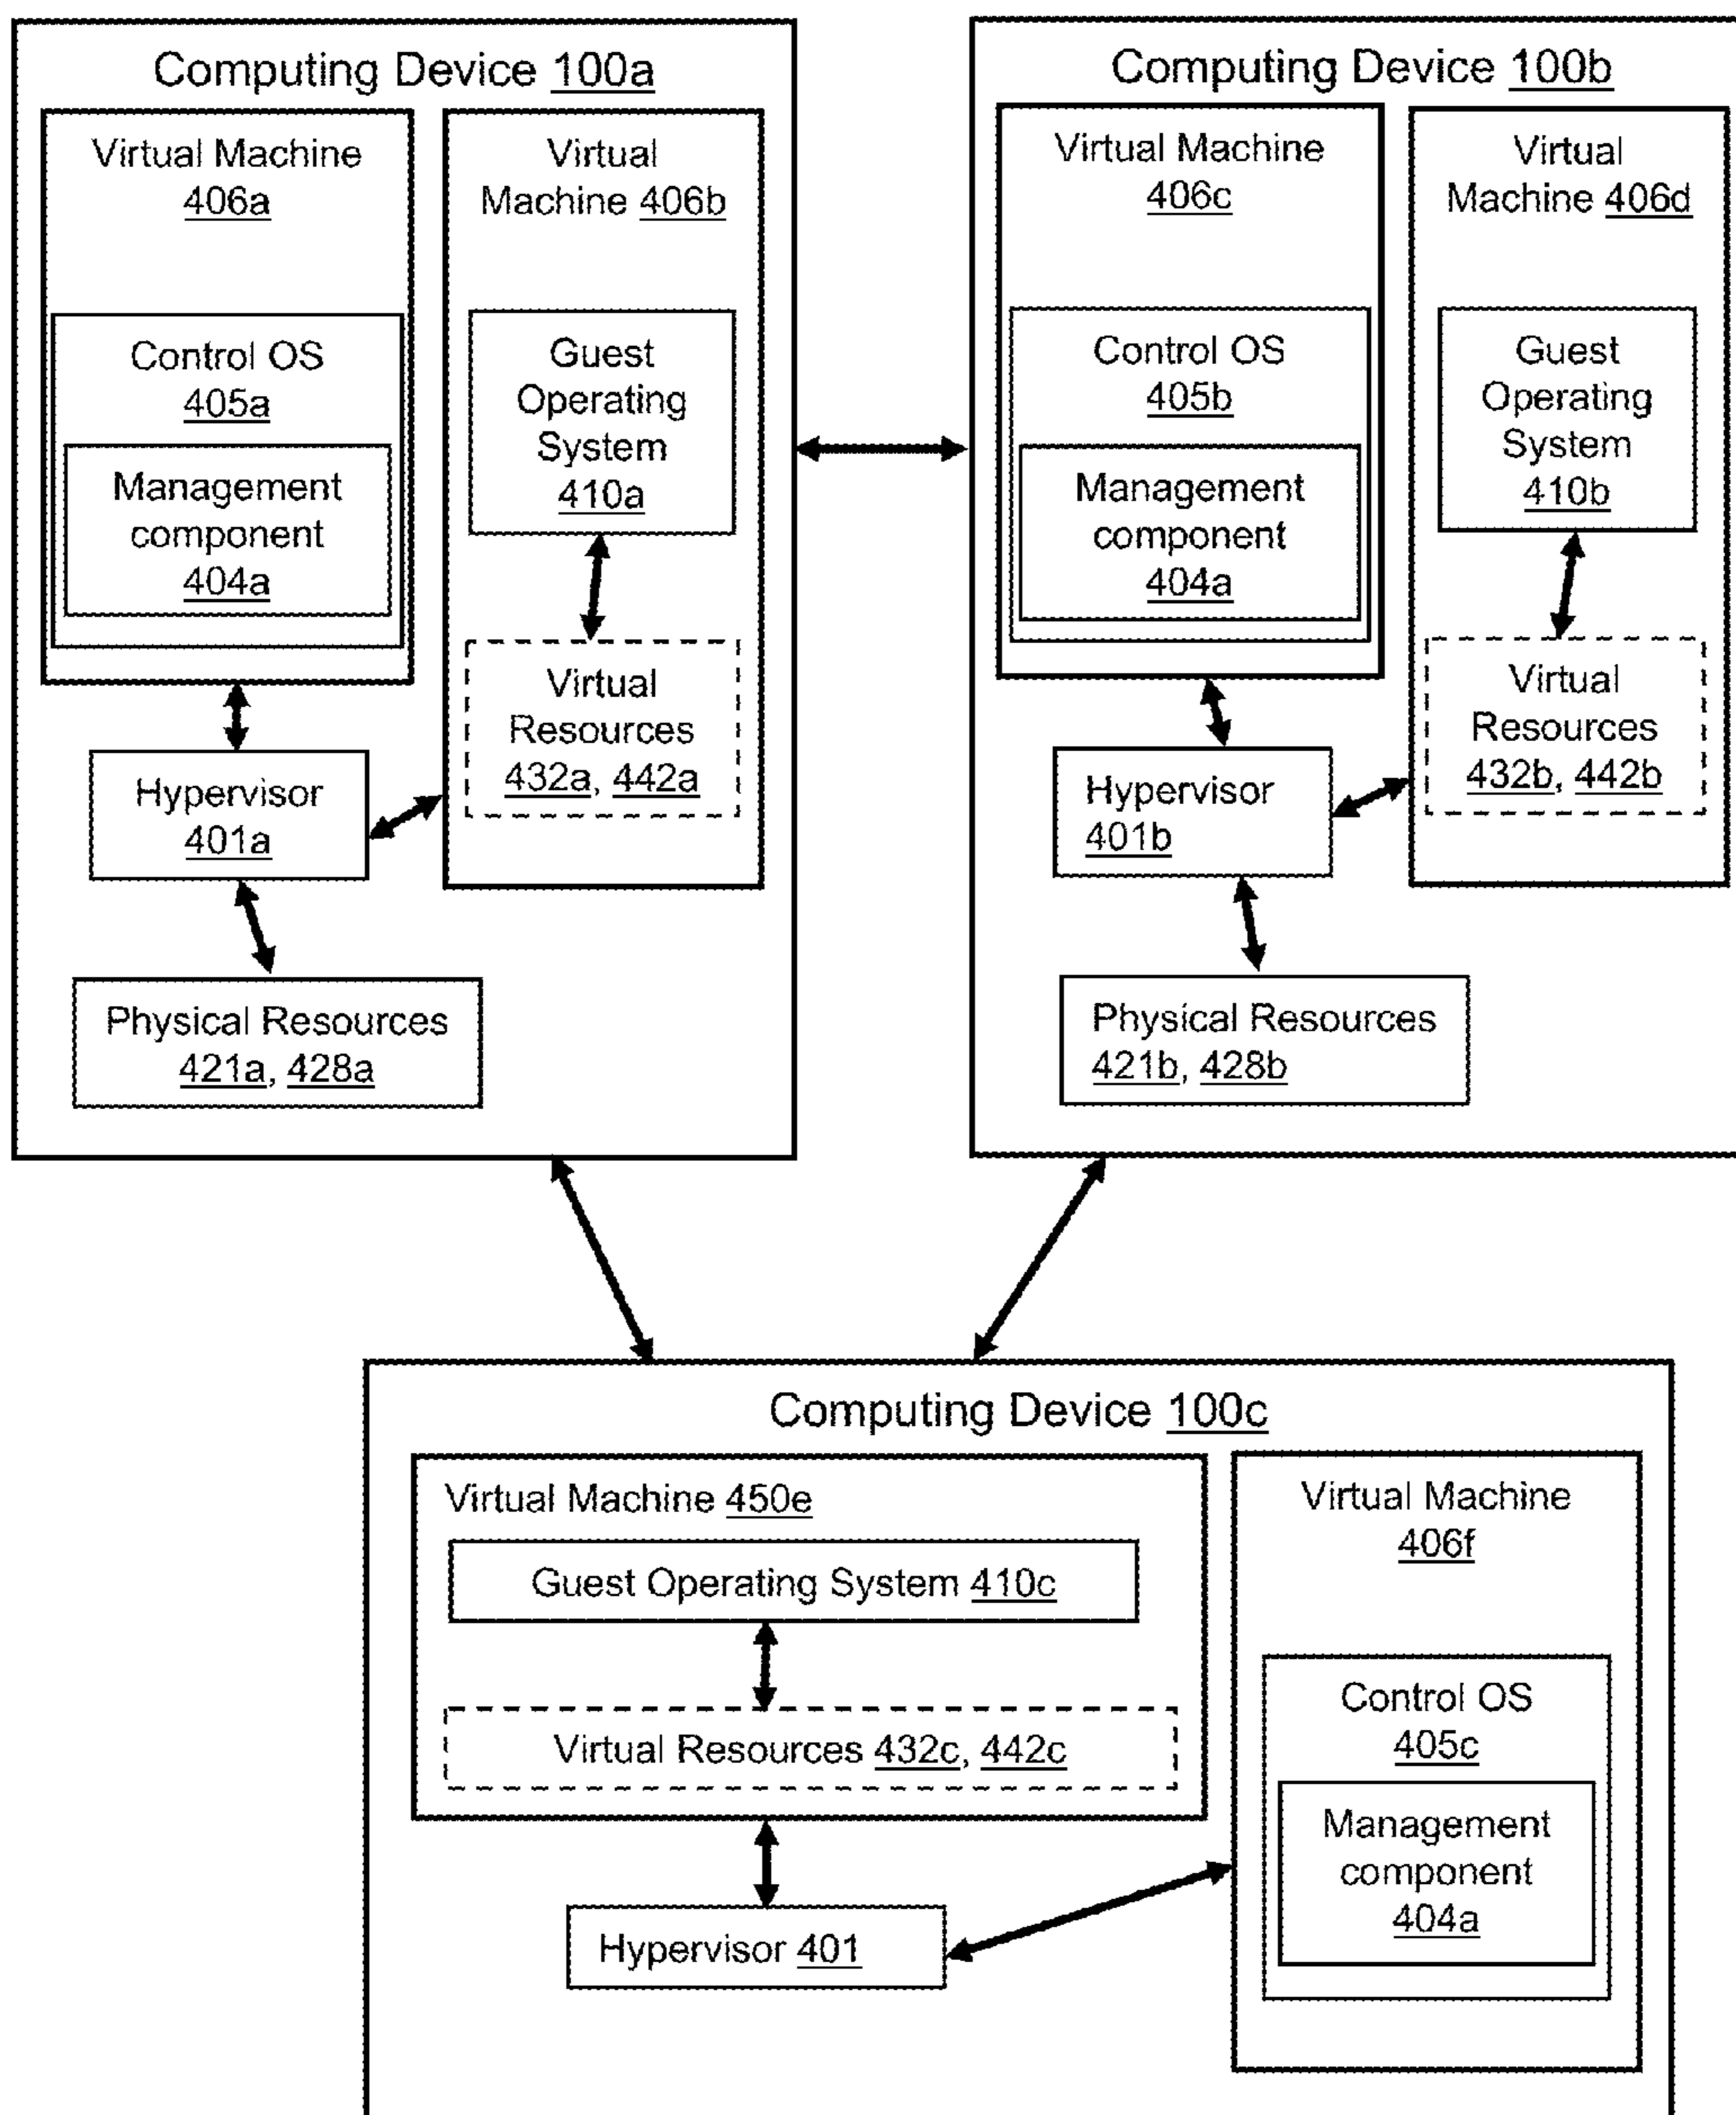 Computing Device 100a
Virtual Machine
406a
Control OS
405a
Management
component
404a
Virtual
Machine 406b
Guest
Operating
System
410a
Virtual
Resources
432a, 442a
Hypervisor
401a
Physical Resources
421a, 428a
Computing Device 100b
Virtual Machine
406c
Control OS
405b
Management
component
404a
Virtual
Machine 406d
Guest
Operating
System
410b
Virtual
Resources
432b, 442b
Hypervisor
401b
Physical Resources
421b, 428b
Computing Device 100c
Virtual Machine 450e
Guest Operating System 410c
Virtual Resources 432c, 442c
Hypervisor 401
Virtual Machine
406f
Control OS
405c
Management
component
404a